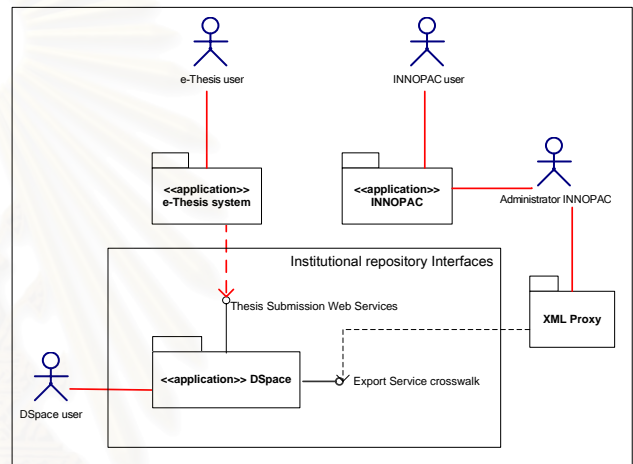 e-Thesis user
INNOPAC user
<<application>>
e-Thesis system
<<application>>
INNOPAC
Administrator INNOPAC
Institutional repository Interfaces
Thesis Submission Web Services
XML Proxy
<<application>> DSpace
Export Service crosswalk
DSpace user